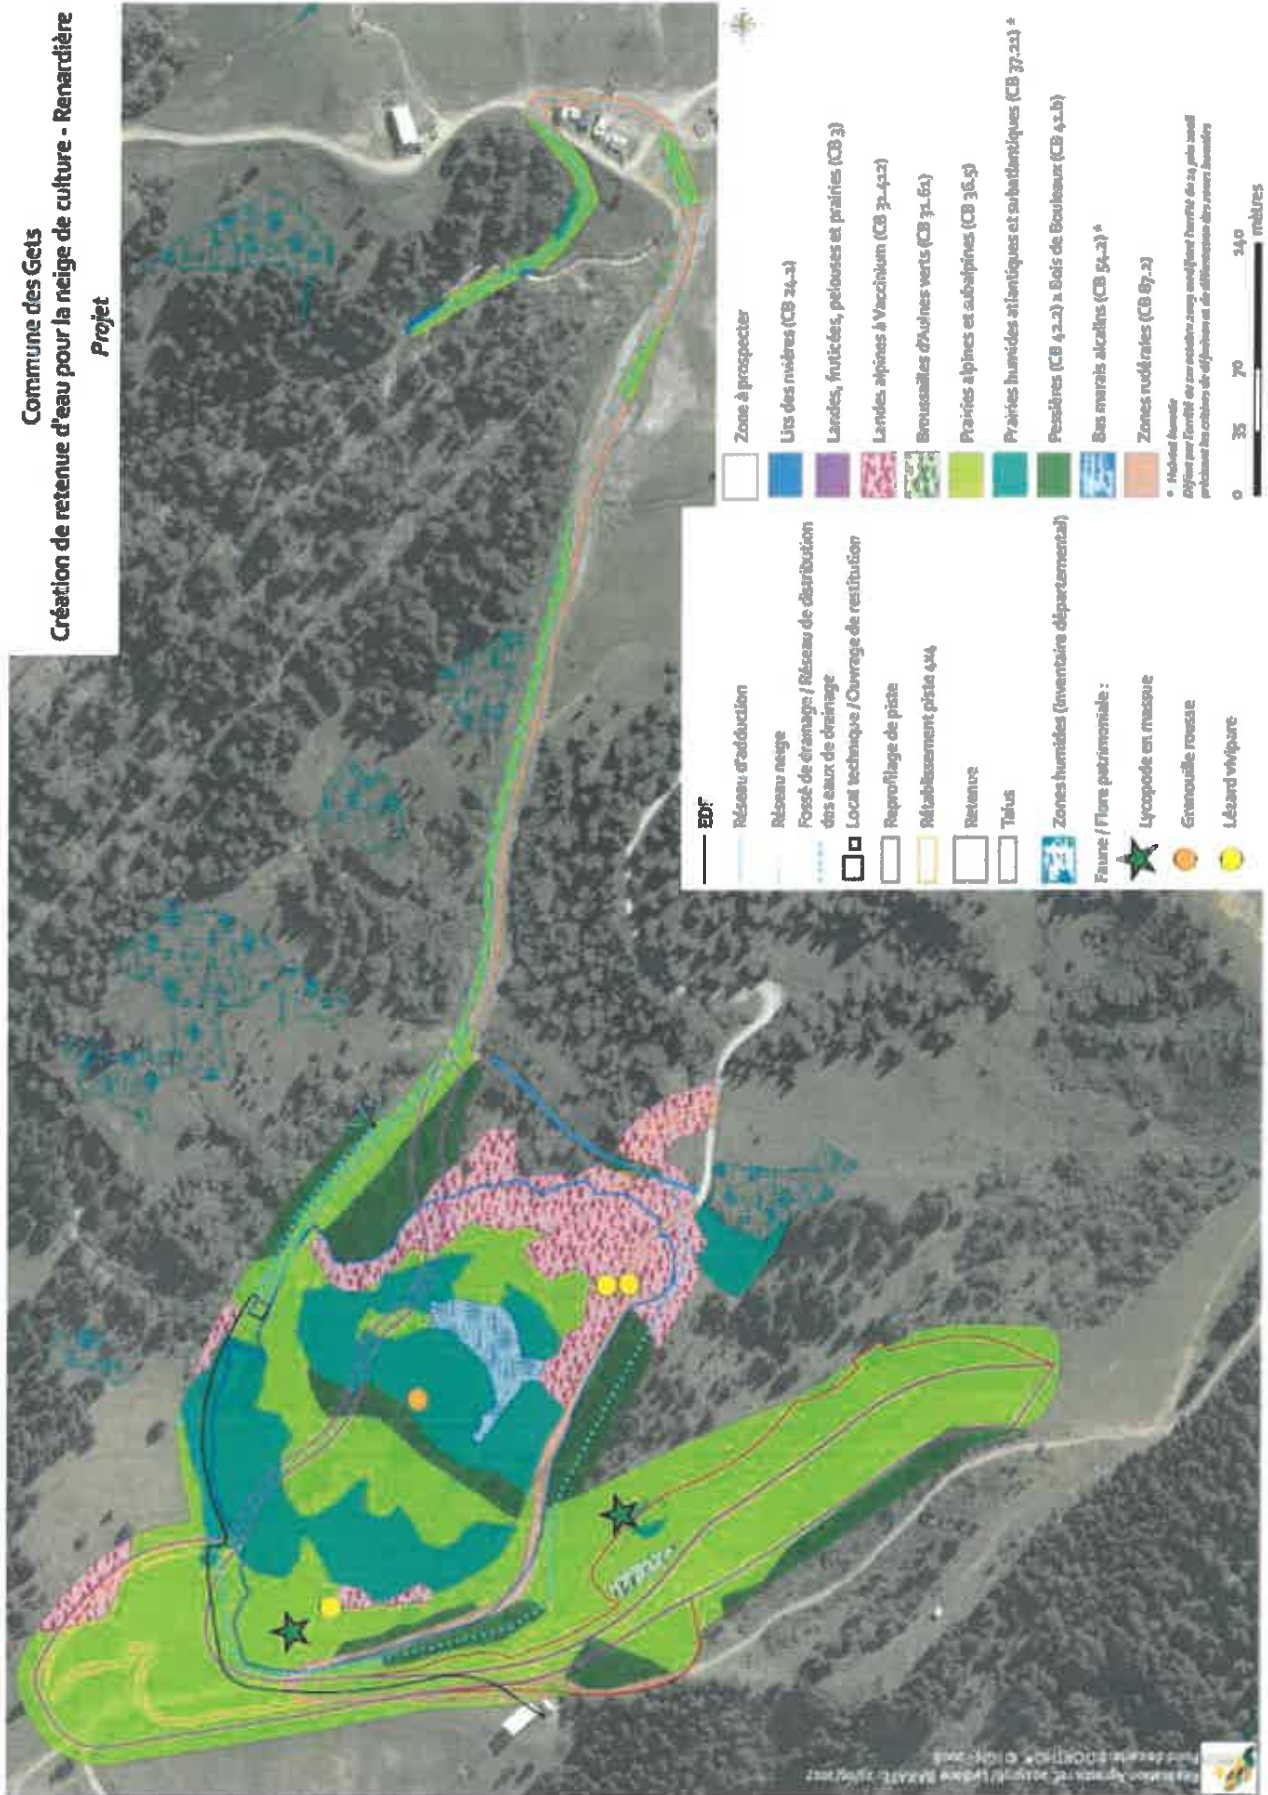 Commune des Gets
Création de retenue d'eau pour la neige de culture - Renardière
Projet
EDF
Réseau d'adduction
Réseau neige
Fossé de drainage / Réseau de distribution
des eaux de drainage
Local technique / Ouvrage de restitution
Reprofilage de piste
Rétablissement piste 4x4
Retenue
Talus
Zones humides (inventaire départemental)
Faune / Flore patrimoniale :
Lycopode en massue
Grenouille rousse
Lézard vivipare
Zone à prospecter
Lits des rivières (CB 24.1)
Landes, fruticées, pelouses et prairies (CB 3)
Landes alpines à Vaccinium (CB 31.412)
Broussailles d'Aulnes verts (CB 31.61)
Prairies alpines et subalpines (CB 36.5)
Prairies humides atlantiques et subatlantiques (CB 37.21) *
Pessières (CB 42.2) x Bois de Bouleaux (CB 41.b)
Bas marais alcalins (CB 54.2) *
Zones rudérales (CB 87.2)
* Habitat humide
0 35 70 140
mètres